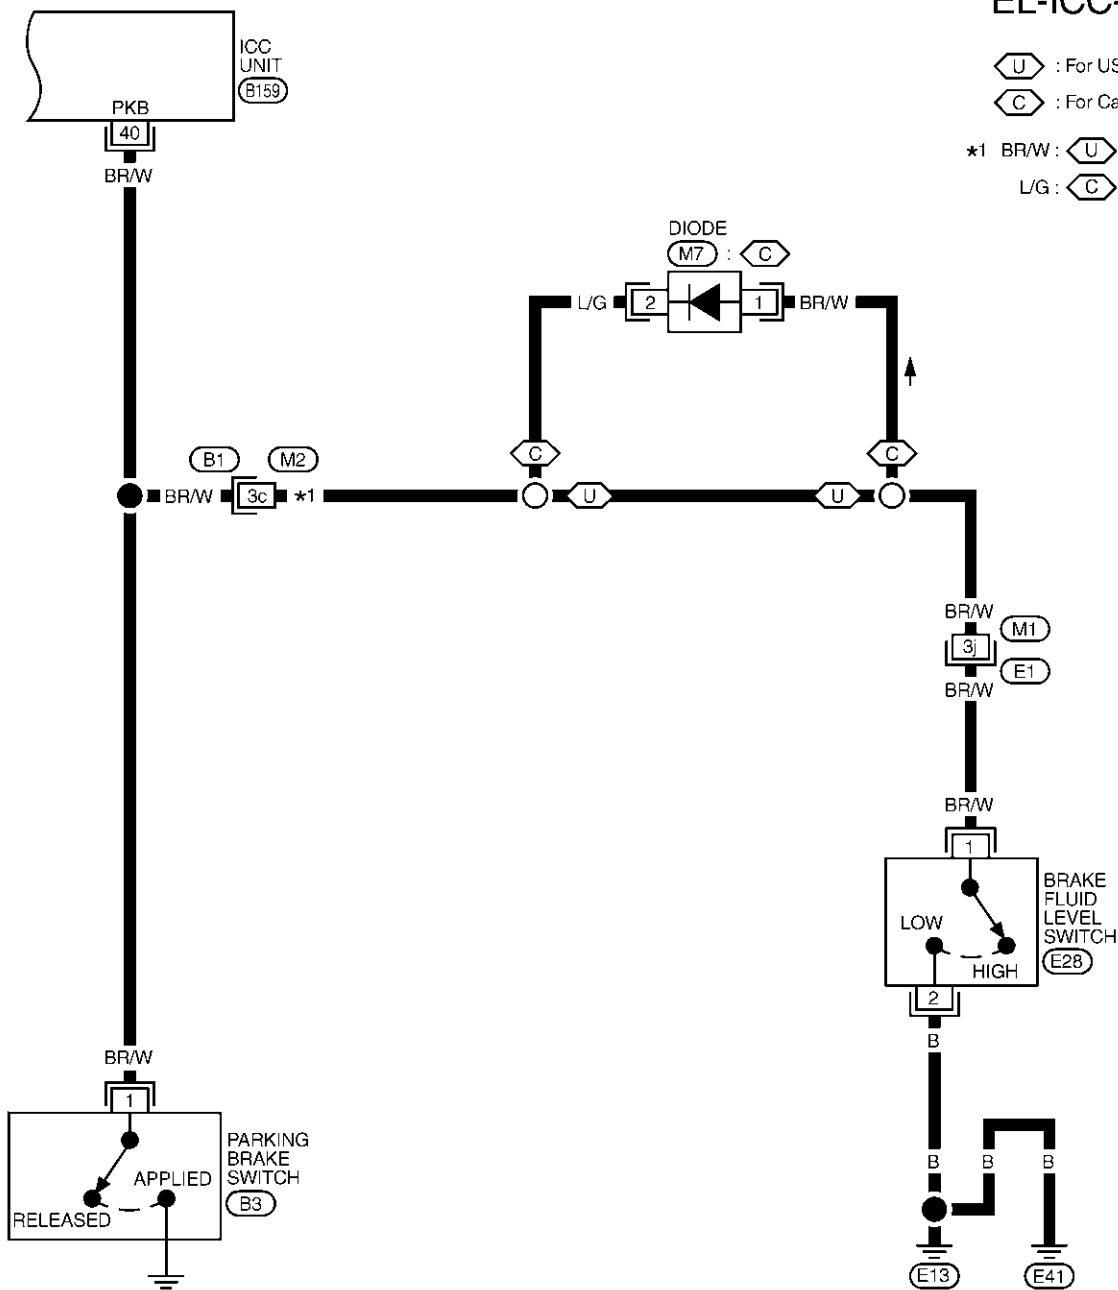 EL-ICC-
U : For US
C : For Ca
★1 BR/W : U
L/G : C
ICC
UNIT
B159
PKB
40
BR/W
DIODE
M7 : C
L/G 2 1 BR/W
C C
B1 M2
BR/W 3c ★1 U U
BR/W
3j M1
E1
BR/W
BR/W
1
BRAKE
FLUID
LEVEL
SWITCH
E28
LOW
HIGH
2
B
BR/W
1
PARKING
BRAKE
SWITCH
B3
APPLIED
RELEASED
B B B
E13 E41